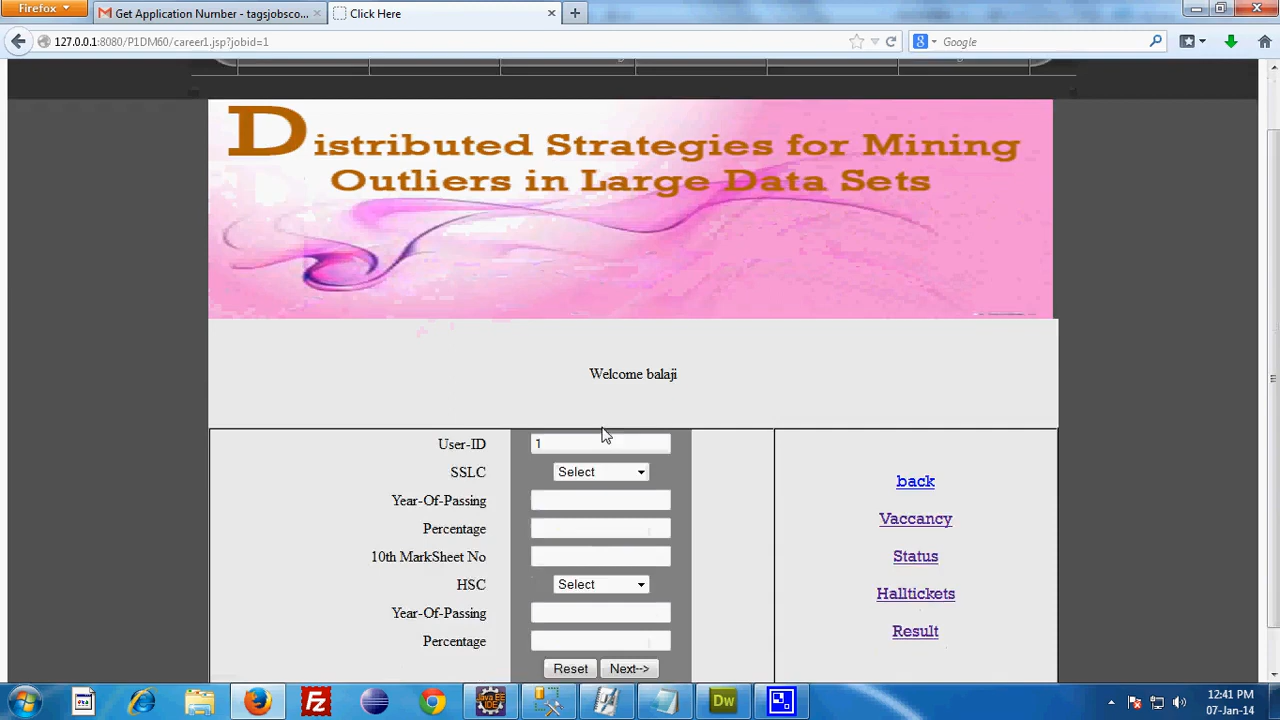 Firefox
Get Application Number - tagsjobsco...
Click Here
127.0.0.1:8080/P1DM60/career1.jsp?jobid=1
Google
Distributed Strategies for Mining
Outliers in Large Data Sets
Welcome balaji
User-ID 1
SSLC Select
Year-Of-Passing
Percentage
10th MarkSheet No
HSC Select
Year-Of-Passing
Percentage
Reset Next-->
back
Vaccancy
Status
Halltickets
Result
12:41 PM
07-Jan-14